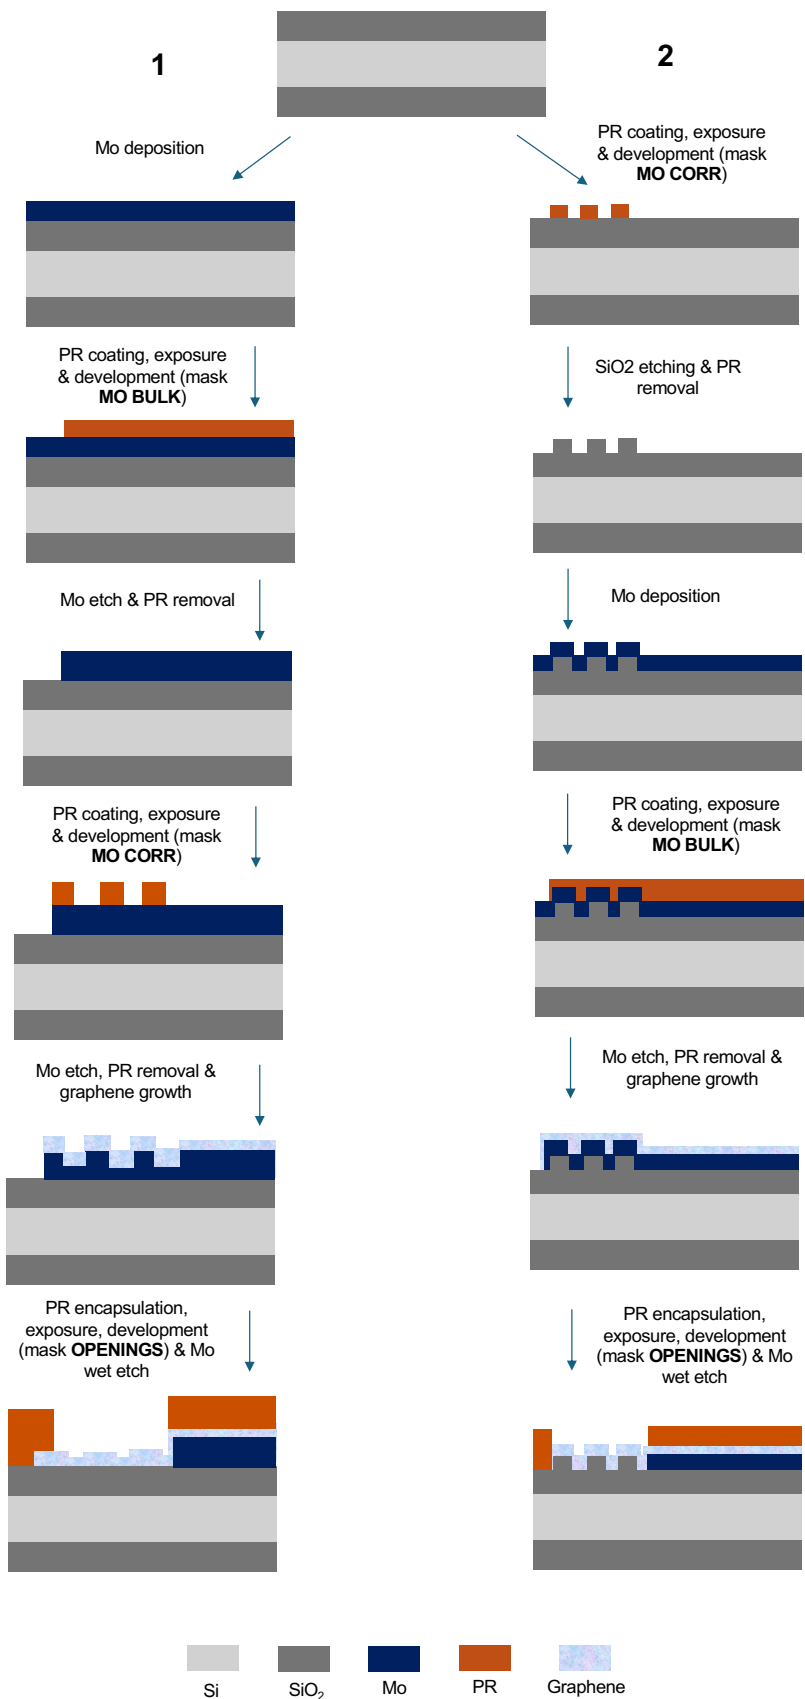 1
2
Mo deposition
PR coating, exposure
& development (mask
MO CORR)
PR coating, exposure
& development (mask
MO BULK)
SiO2 etching & PR
removal
Mo etch & PR removal
Mo deposition
PR coating, exposure
& development (mask
MO CORR)
PR coating, exposure
& development (mask
MO BULK)
Mo etch, PR removal &
graphene growth
Mo etch, PR removal &
graphene growth
PR encapsulation,
exposure, development
(mask OPENINGS) & Mo
wet etch
PR encapsulation,
exposure, development
(mask OPENINGS) & Mo
wet etch
Si
SiO₂
Mo
PR
Graphene